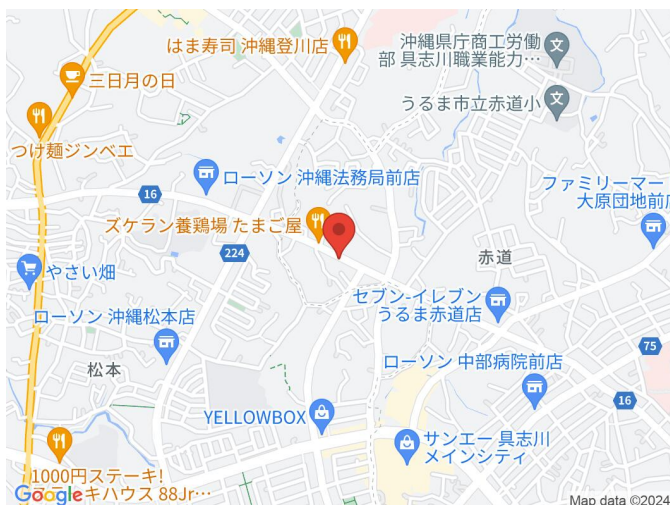 はま寿司 沖縄登川店
沖縄県庁商工労働
部 具志川職業能力…
三日月の日
うるま市立赤道小
つけ麺ジンベエ
16
ローソン 沖縄法務局前店
ファミリーマー
大原団地前店
ズケラン養鶏場 たまご屋
224
赤道
やさい畑
セブン-イレブン
うるま赤道店
ローソン 沖縄松本店
75
松本
ローソン 中部病院前店
16
YELLOWBOX
サンエー 具志川
メインシティ
1000円ステーキ!
キハウス 88Jr…
Google
Map data ©2024